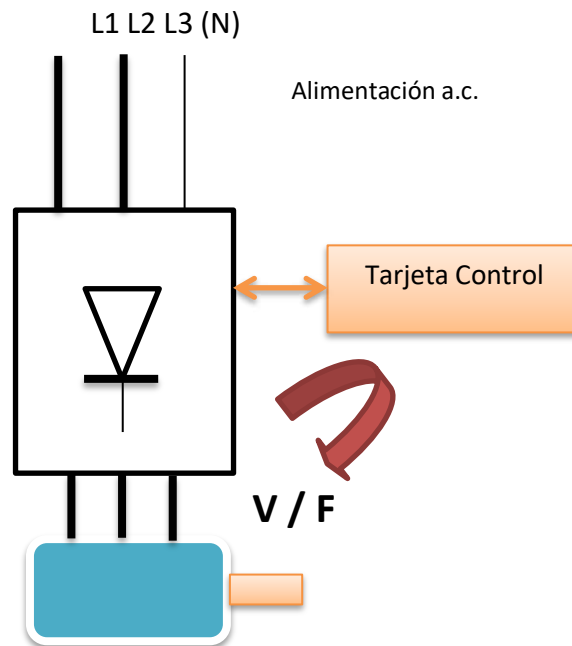 L1 L2 L3 (N)
Alimentación a.c.
Tarjeta Control
V / F